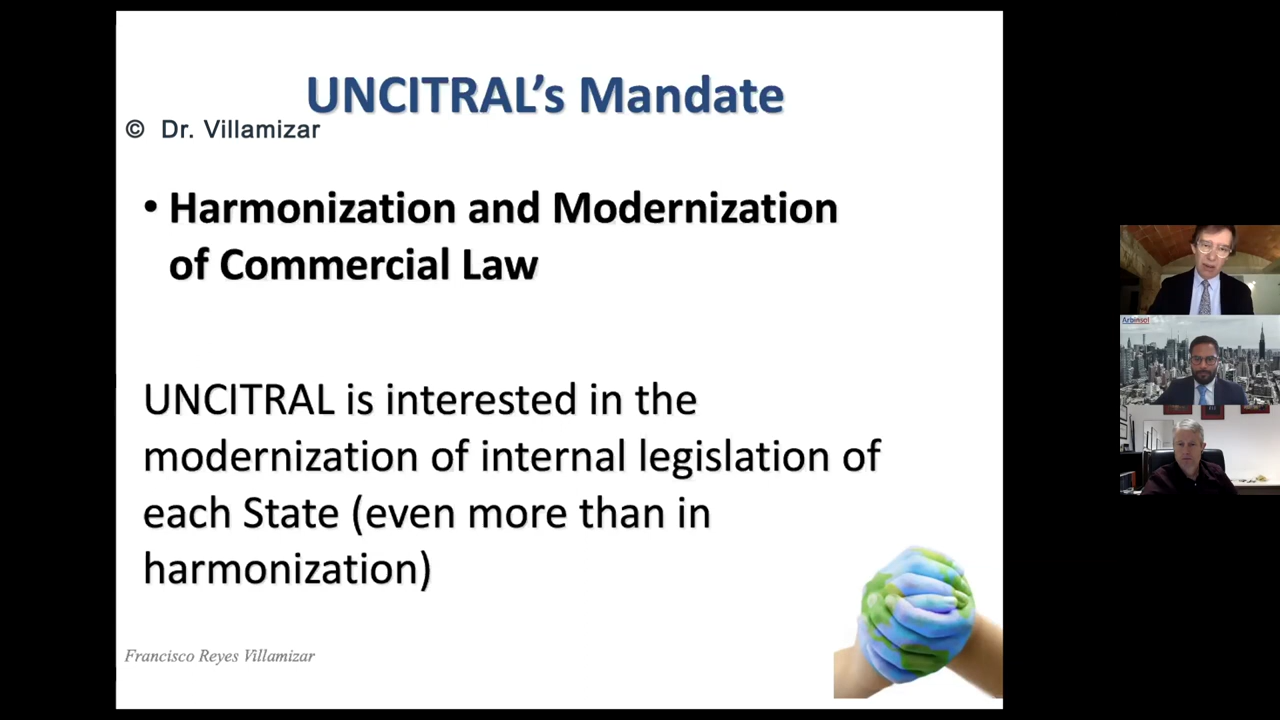 UNCITRAL’s Mandate
© Dr. Villamizar
• Harmonization and Modernization
of Commercial Law
UNCITRAL is interested in the
modernization of internal legislation of
each State (even more than in
harmonization)
Francisco Reyes Villamizar
Arbinsol